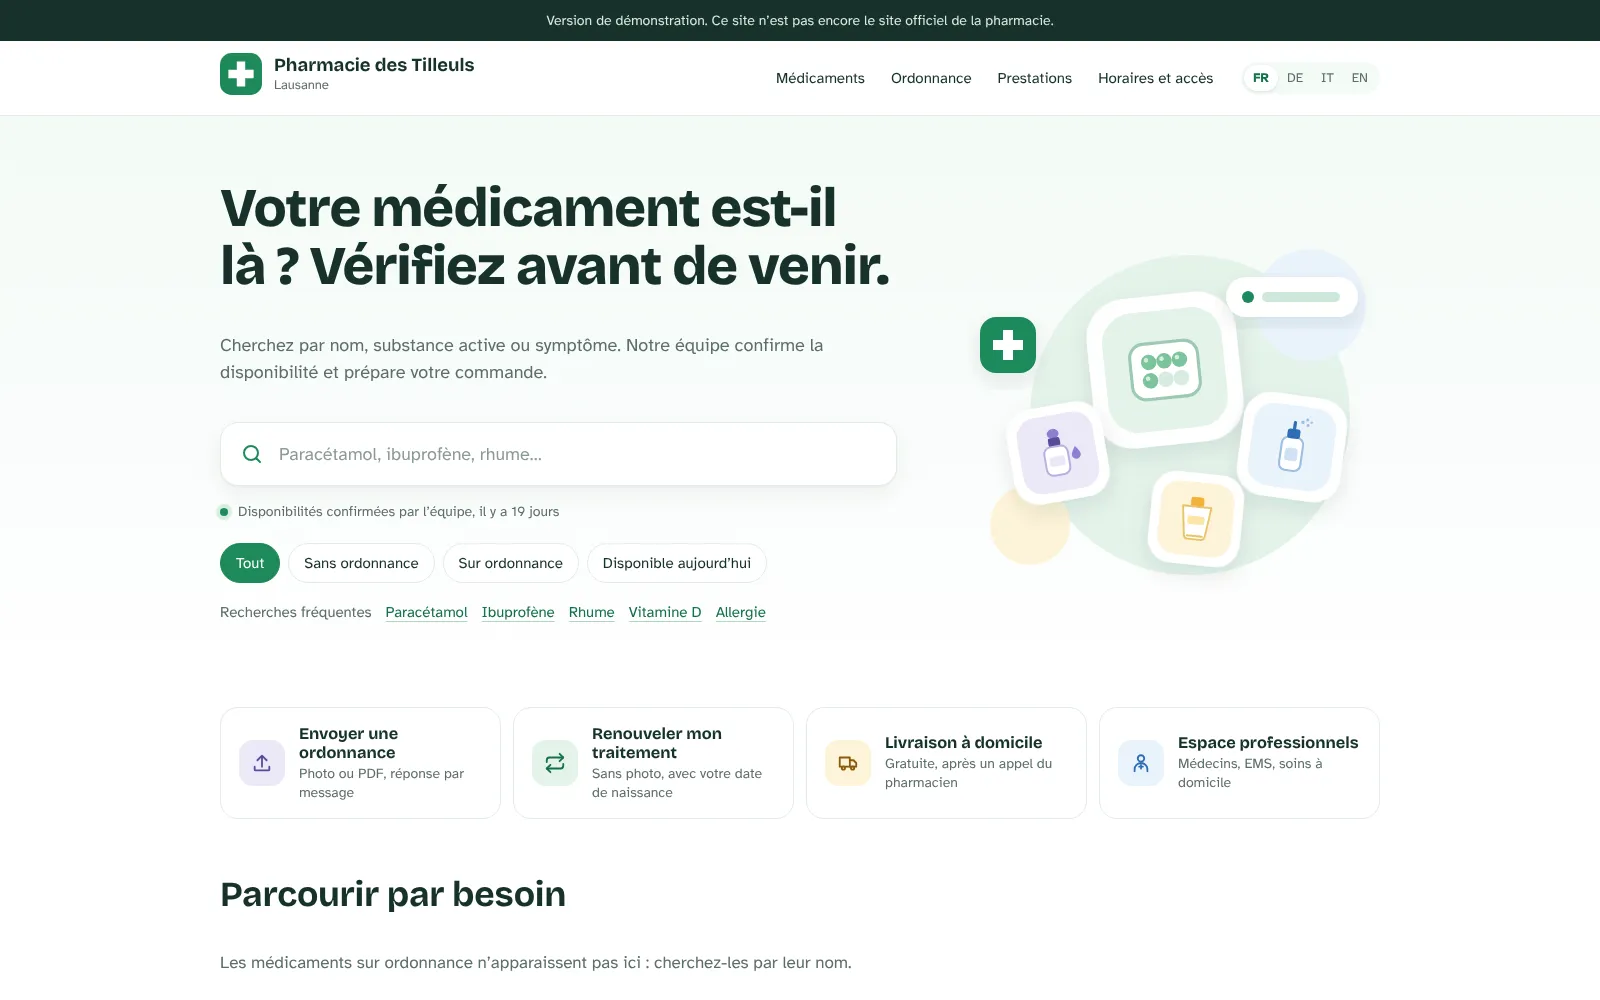 Version de démonstration. Ce site n’est pas encore le site officiel de la pharmacie.
Pharmacie des Tilleuls
Lausanne
Médicaments
Ordonnance
Prestations
Horaires et accès
FR
DE
IT
EN
Votre médicament est-il
là ? Vérifiez avant de venir.
Cherchez par nom, substance active ou symptôme. Notre équipe confirme la
disponibilité et prépare votre commande.
Paracétamol, ibuprofène, rhume...
Disponibilités confirmées par l’équipe, il y a 19 jours
Tout
Sans ordonnance
Sur ordonnance
Disponible aujourd’hui
Recherches fréquentes
Paracétamol
Ibuprofène
Rhume
Vitamine D
Allergie
Envoyer une
ordonnance
Photo ou PDF, réponse par
message
Renouveler mon
traitement
Sans photo, avec votre date
de naissance
Livraison à domicile
Gratuite, après un appel du
pharmacien
Espace professionnels
Médecins, EMS, soins à
domicile
Parcourir par besoin
Les médicaments sur ordonnance n’apparaissent pas ici : cherchez-les par leur nom.